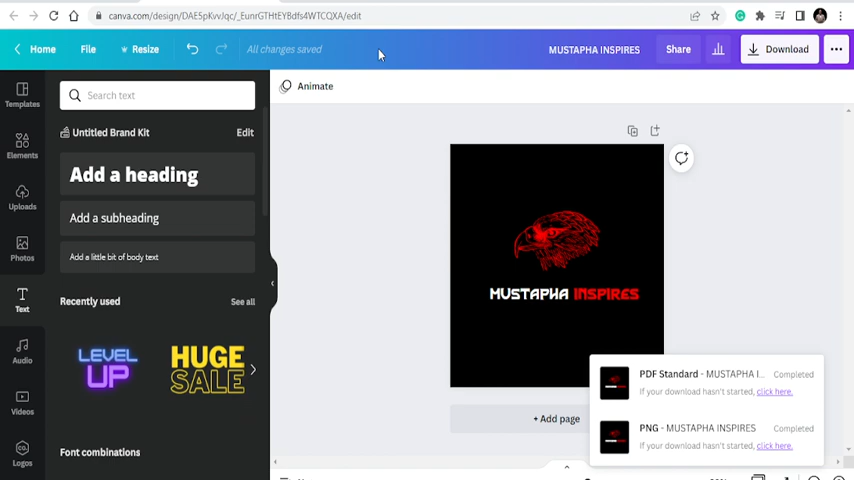 canva.com/design/DAE5pKvvJqc/_EunrGTHtEYBdfs4WTCQXA/edit
Home File Resize All changes saved MUSTAPHA INSPIRES Share Download
Templates
Elements
Uploads
Photos
Text
Audio
Videos
CO.
Logos
Search text
Untitled Brand Kit Edit
Add a heading
Add a subheading
Add a little bit of body text
Recently used See all
LEVEL
UP
HUGE
SALE
Font combinations
Animate
MUSTAPHA INSPIRES
+ Add page
PDF Standard - MUSTAPHA I... Completed
If your download hasn't started, click here.
PNG - MUSTAPHA INSPIRES Completed
If your download hasn't started, click here.